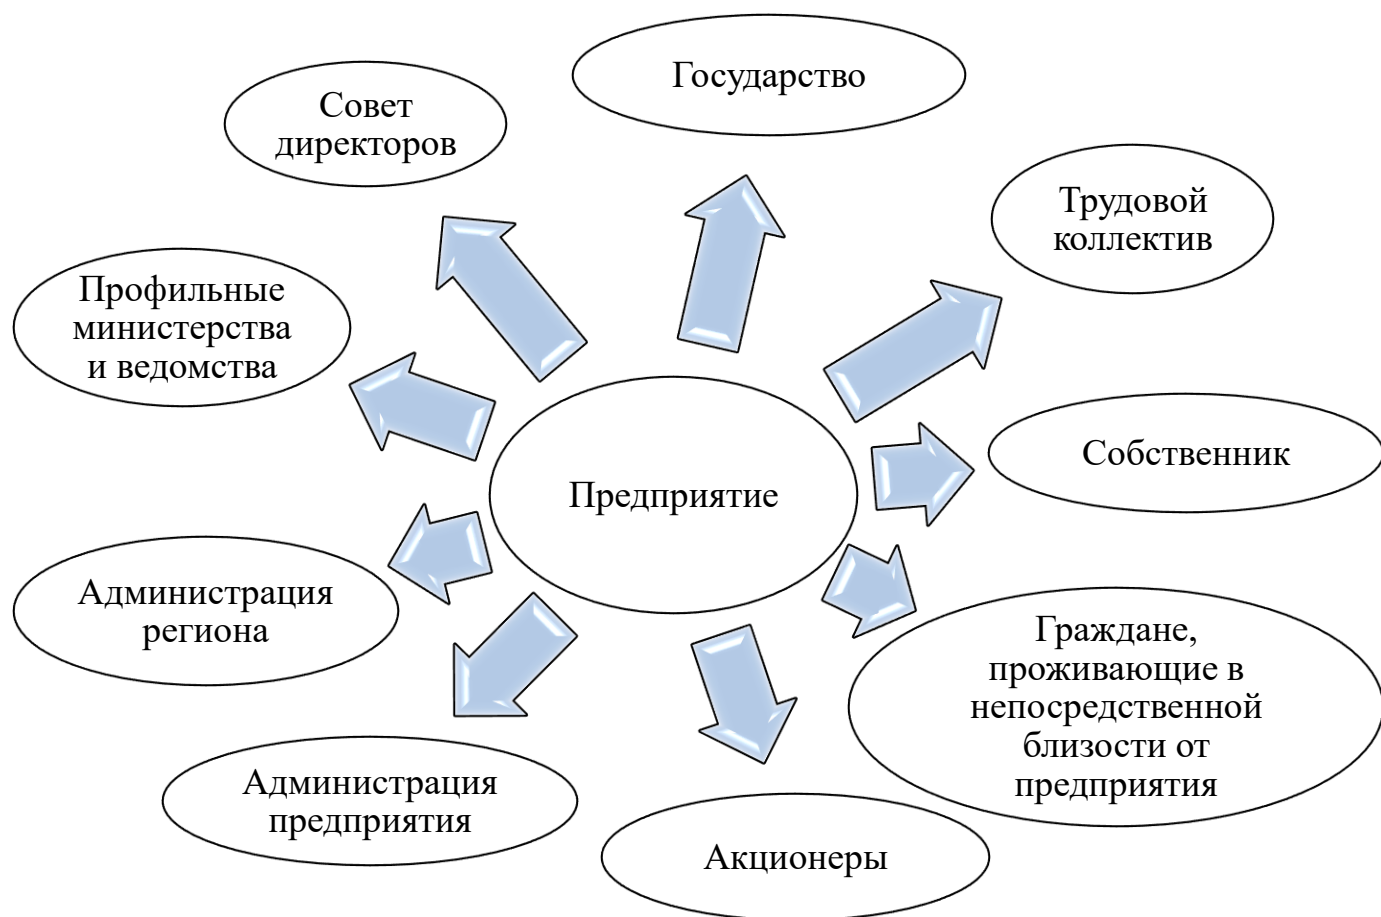 Государство
Совет
директоров
Трудовой
коллектив
Профильные
министерства
и ведомства
Собственник
Предприятие
Администрация
региона
Граждане,
проживающие в
непосредственной
близости от
предприятия
Администрация
предприятия
Акционеры